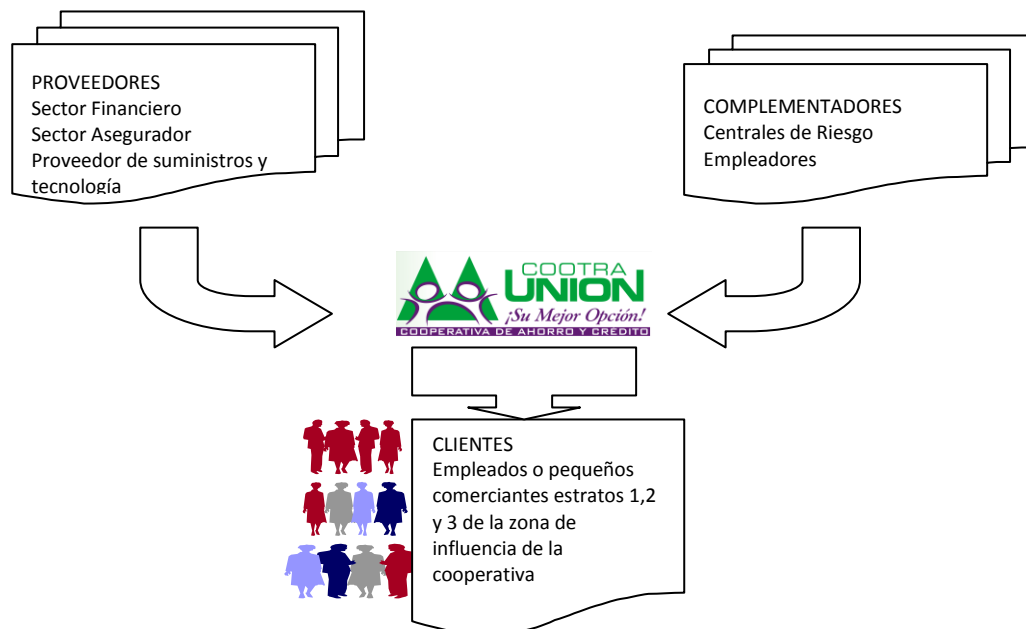 PROVEEDORES
Sector Financiero
Sector Asegurador
Proveedor de suministros y
tecnología
COMPLEMENTADORES
Centrales de Riesgo
Empleadores
COOTRA
UNION
¡Su Mejor Opción!
COOPERATIVA DE AHORRO Y CREDITO
CLIENTES
Empleados o pequeños
comerciantes estratos 1,2
y 3 de la zona de
influencia de la
cooperativa